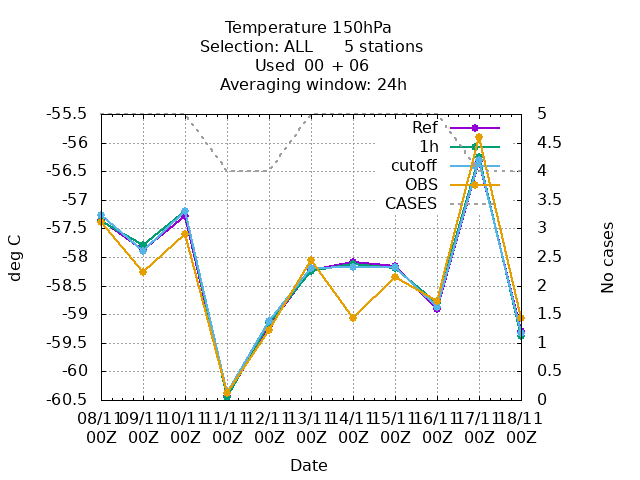 Temperature 150hPa
Selection: ALL 5 stations
Used 00 + 06
Averaging window: 24h
-55.5
-56
-56.5
-57
-57.5
-58
-58.5
-59
-59.5
-60
-60.5
deg C
5
4.5
4
3.5
3
2.5
2
1.5
1
0.5
0
No cases
Ref
1h
cutoff
OBS
CASES
08/11 09/11 10/11 11/11 12/11 13/11 14/11 15/11 16/11 17/11 18/11
00Z 00Z 00Z 00Z 00Z 00Z 00Z 00Z 00Z 00Z 00Z
Date